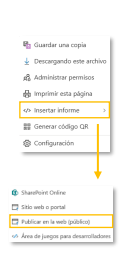 Guardar una copia
Descargando este archivo
Administrar permisos
Imprimir esta página
Insertar informe
Generar código QR
Configuración
SharePoint Online
Sitio web o portal
Publicar en la web (público)
Área de juegos para desarrolladores